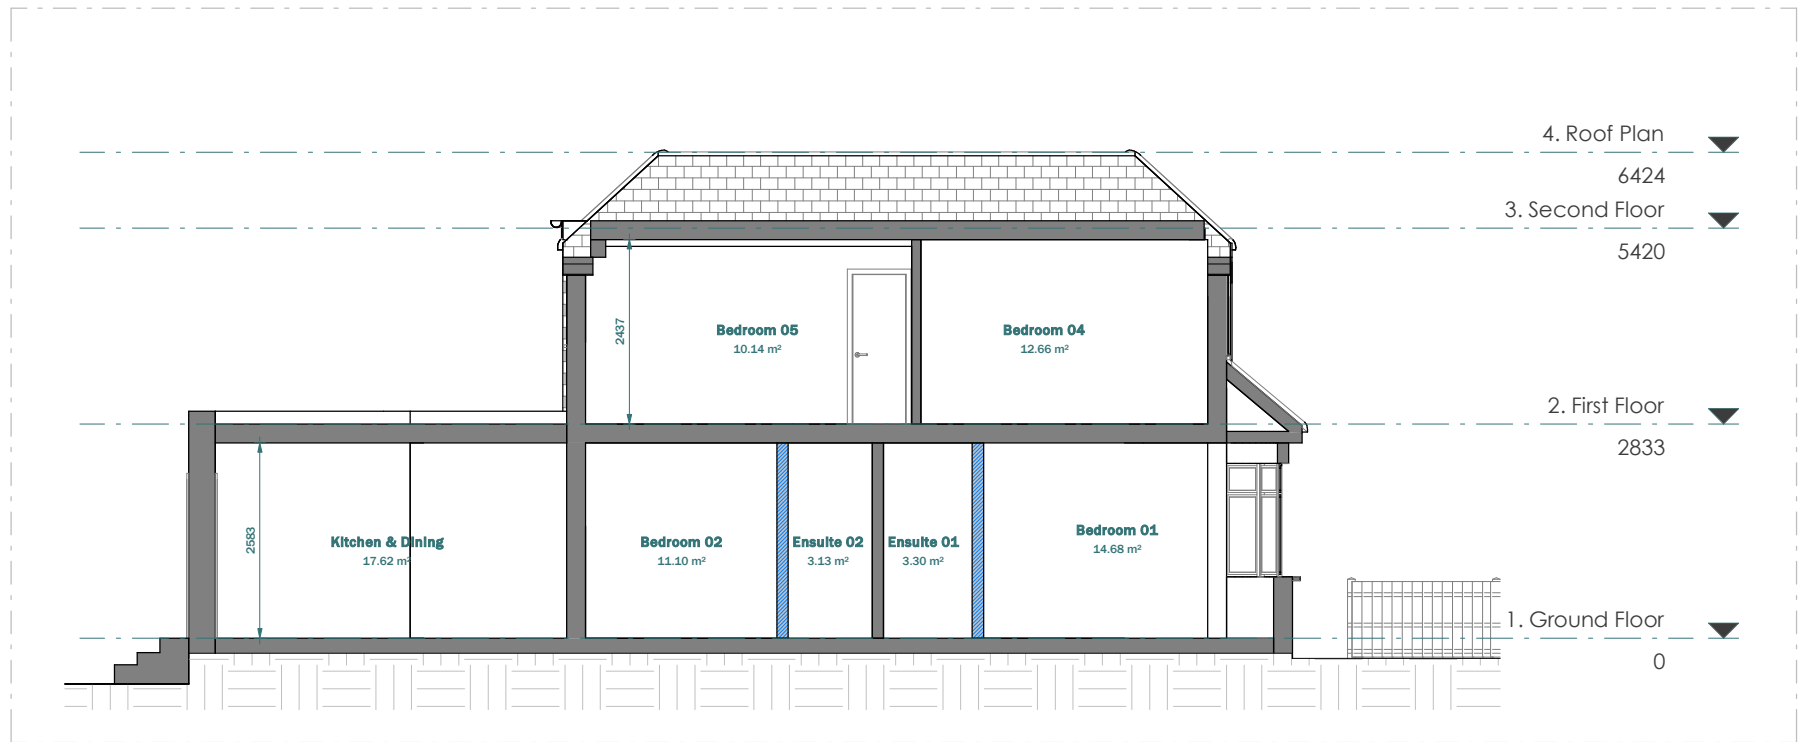 4. Roof Plan
6424
3. Second Floor
5420
2437
Bedroom 05
10.14 m²
Bedroom 04
12.66 m²
2. First Floor
2833
2583
Kitchen & Dining
17.62 m²
Bedroom 02
11.10 m²
Ensuite 02
3.13 m²
Ensuite 01
3.30 m²
Bedroom 01
14.68 m²
1. Ground Floor
0